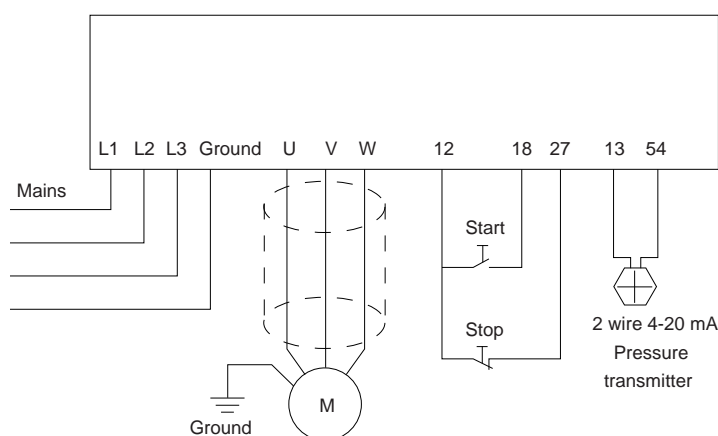 L1 L2 L3 Ground U V W 12 18 27 13 54
Mains
Start
2 wire 4-20 mA
Stop
Pressure
transmitter
M
Ground